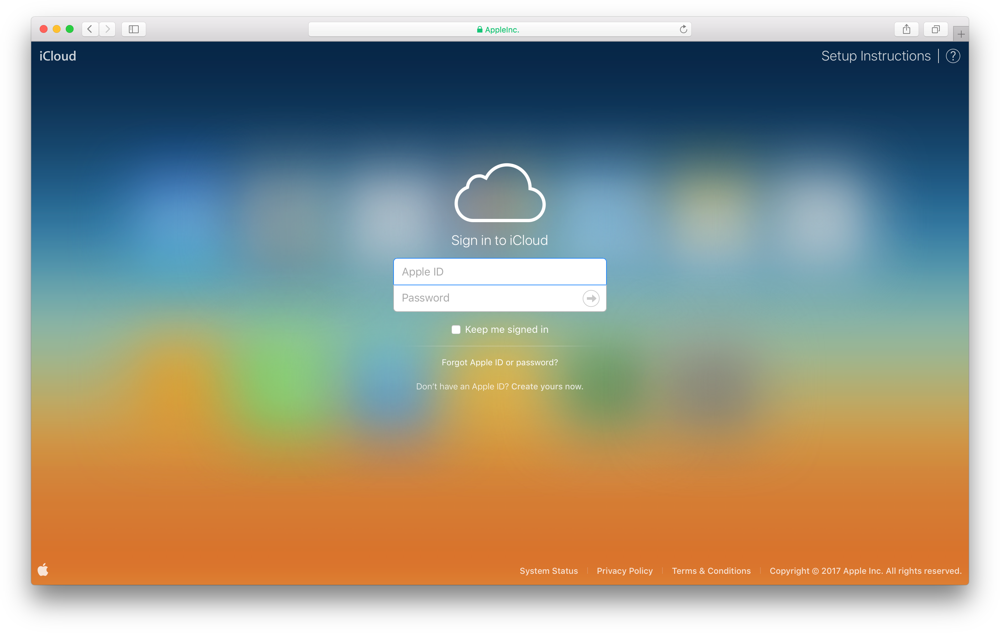 AppleInc.
iCloud
Setup Instructions
?
Sign in to iCloud
Apple ID
Password
Keep me signed in
Forgot Apple ID or password?
Don't have an Apple ID? Create yours now.
System Status | Privacy Policy | Terms & Conditions | Copyright © 2017 Apple Inc. All rights reserved.